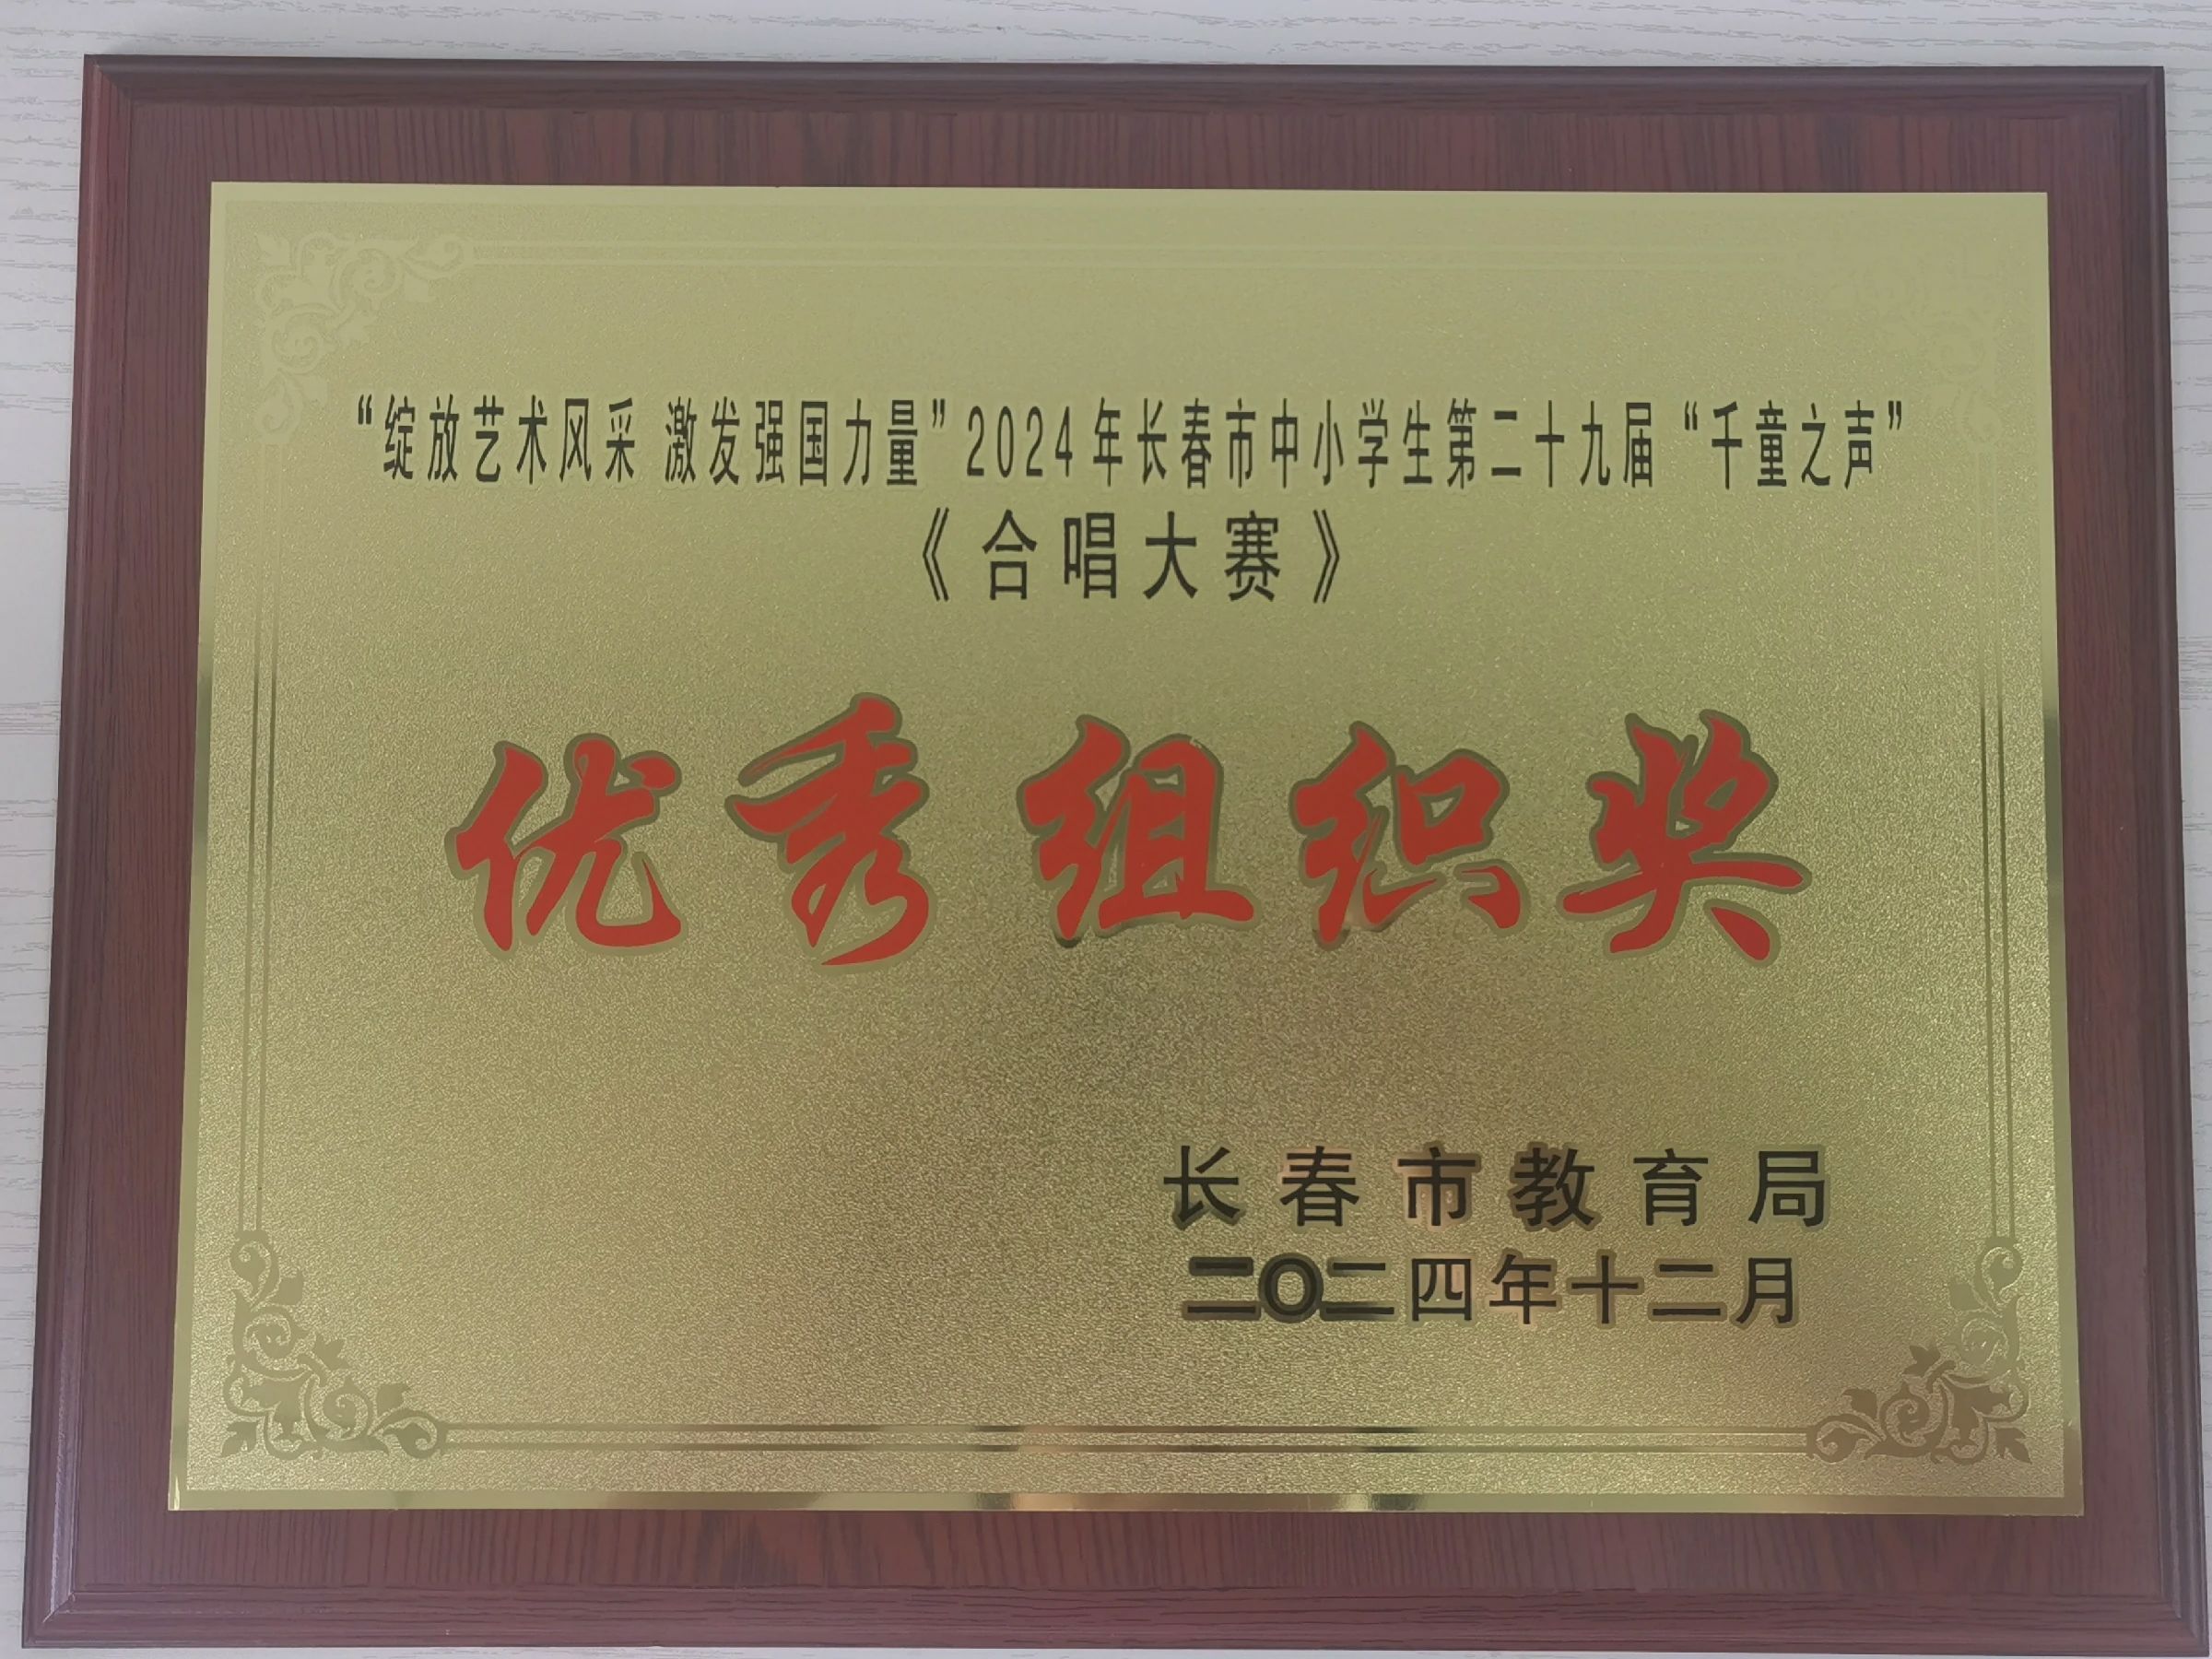 “绽放艺术风采 激发强国力量”2024年长春市中小学生第二十九届“千童之声”
《合唱大赛》
优秀组织奖
长春市教育局
二〇二四年十二月